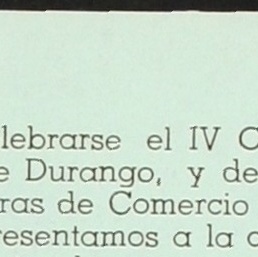 lebrarse el IV C
e Durango, y de
ras de Comercio
resentamos a la